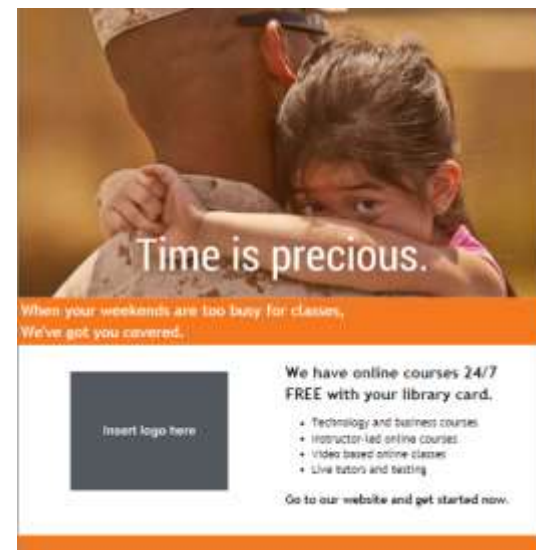 Time is precious.
When your weekends are too busy for classes,
We've got you covered.
Insert logo here
We have online courses 24/7
FREE with your library card.
• Technology and business courses
• Instructor-led online courses
• Video based online classes
• Live tutors and testing
Go to our website and get started now.